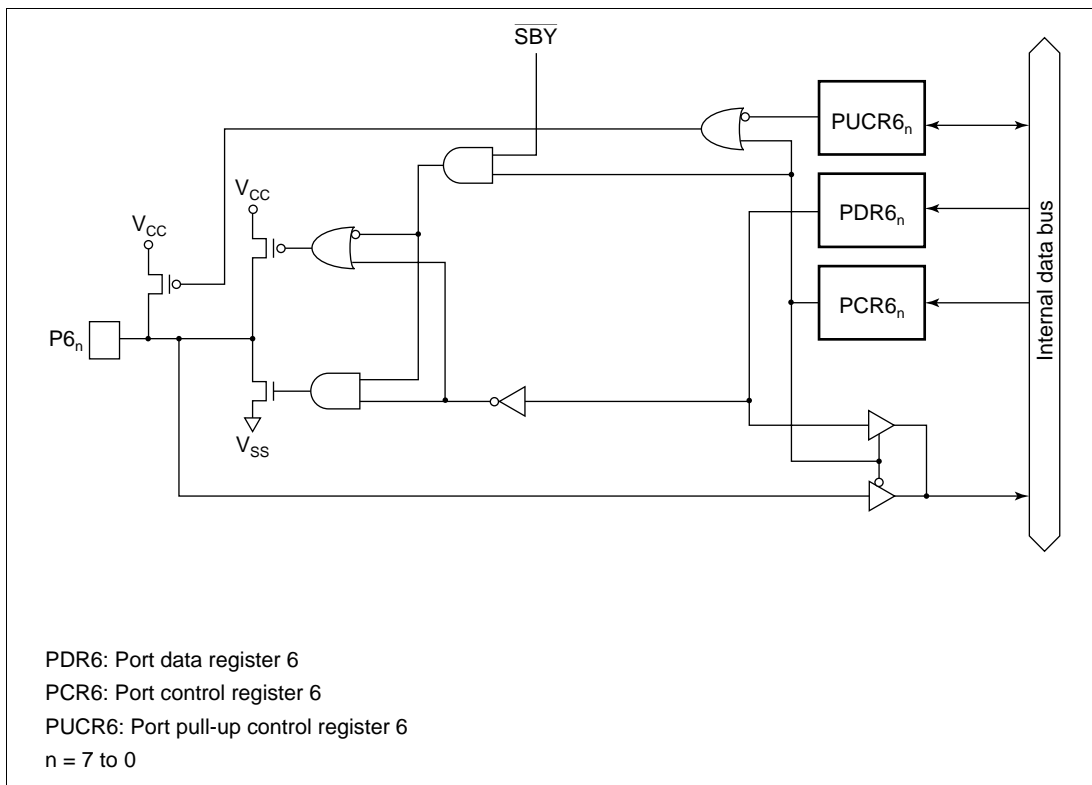 SBY
PUCR6n
VCC
PDR6n
VCC
PCR6n
P6n
VSS
Internal data bus
PDR6: Port data register 6
PCR6: Port control register 6
PUCR6: Port pull-up control register 6
n = 7 to 0